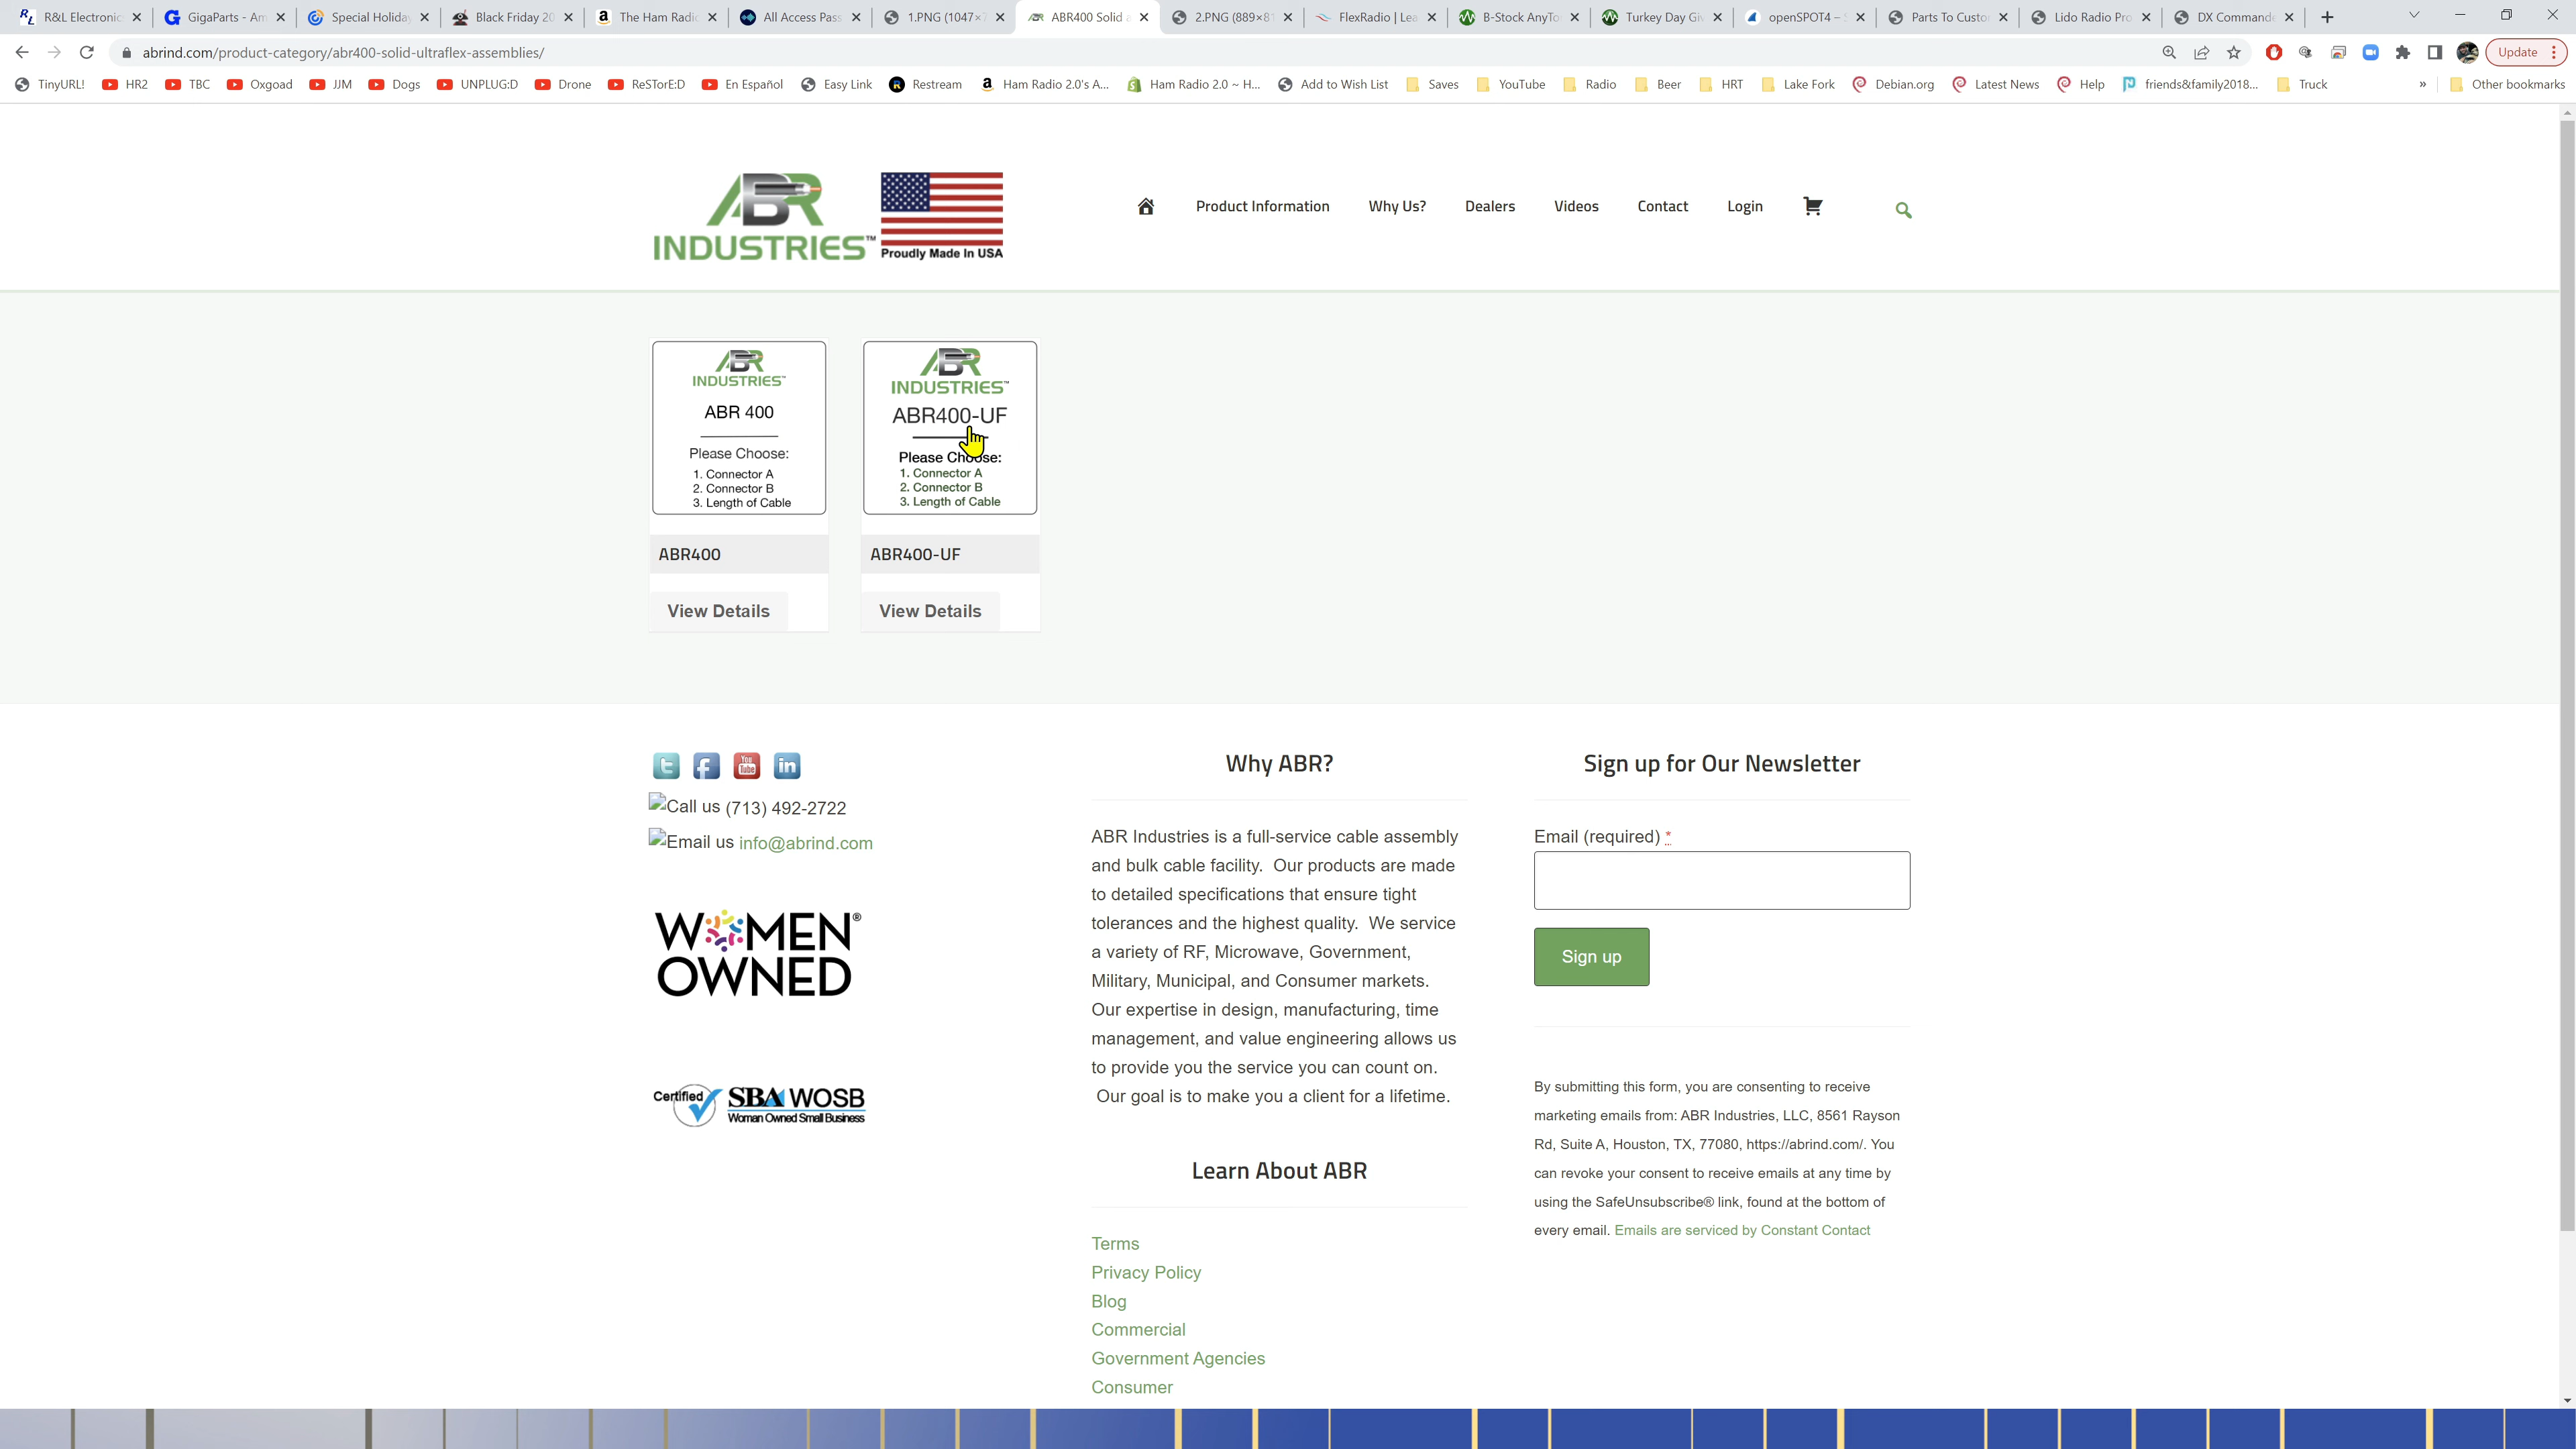 R&L Electronic
GigaParts - Am
Special Holiday
Black Friday 20
The Ham Radio
All Access Pass
1.PNG (1047×7
ABR400 Solid a
2.PNG (889×81
FlexRadio | Lea
B-Stock AnyTo
Turkey Day Giv
openSPOT4 –
Parts To Custo
Lido Radio Pro
DX Commande
abrind.com/product-category/abr400-solid-ultraflex-assemblies/
Update
TinyURL!
HR2
TBC
Oxgoad
JJM
Dogs
UNPLUG:D
Drone
ReSTorE:D
En Español
Easy Link
Restream
Ham Radio 2.0's A...
Ham Radio 2.0 ~ H...
Add to Wish List
Saves
YouTube
Radio
Beer
HRT
Lake Fork
Debian.org
Latest News
Help
friends&family2018...
Truck
»
Other bookmarks
ABR
INDUSTRIES™
Proudly Made In USA
Product Information
Why Us?
Dealers
Videos
Contact
Login
ABR
INDUSTRIES™
ABR 400
Please Choose:
1. Connector A
2. Connector B
3. Length of Cable
ABR400
View Details
ABR
INDUSTRIES™
ABR400-UF
Please Choose:
1. Connector A
2. Connector B
3. Length of Cable
ABR400-UF
View Details
You
Tube
in
Call us (713) 492-2722
Email us info@abrind.com
WOMEN®
OWNED
Certified SBA WOSB
Woman Owned Small Business
Why ABR?
ABR Industries is a full-service cable assembly
and bulk cable facility. Our products are made
to detailed specifications that ensure tight
tolerances and the highest quality. We service
a variety of RF, Microwave, Government,
Military, Municipal, and Consumer markets.
Our expertise in design, manufacturing, time
management, and value engineering allows us
to provide you the service you can count on.
Our goal is to make you a client for a lifetime.
Learn About ABR
Terms
Privacy Policy
Blog
Commercial
Government Agencies
Consumer
Sign up for Our Newsletter
Email (required) *
Sign up
By submitting this form, you are consenting to receive
marketing emails from: ABR Industries, LLC, 8561 Rayson
Rd, Suite A, Houston, TX, 77080, https://abrind.com/. You
can revoke your consent to receive emails at any time by
using the SafeUnsubscribe® link, found at the bottom of
every email. Emails are serviced by Constant Contact